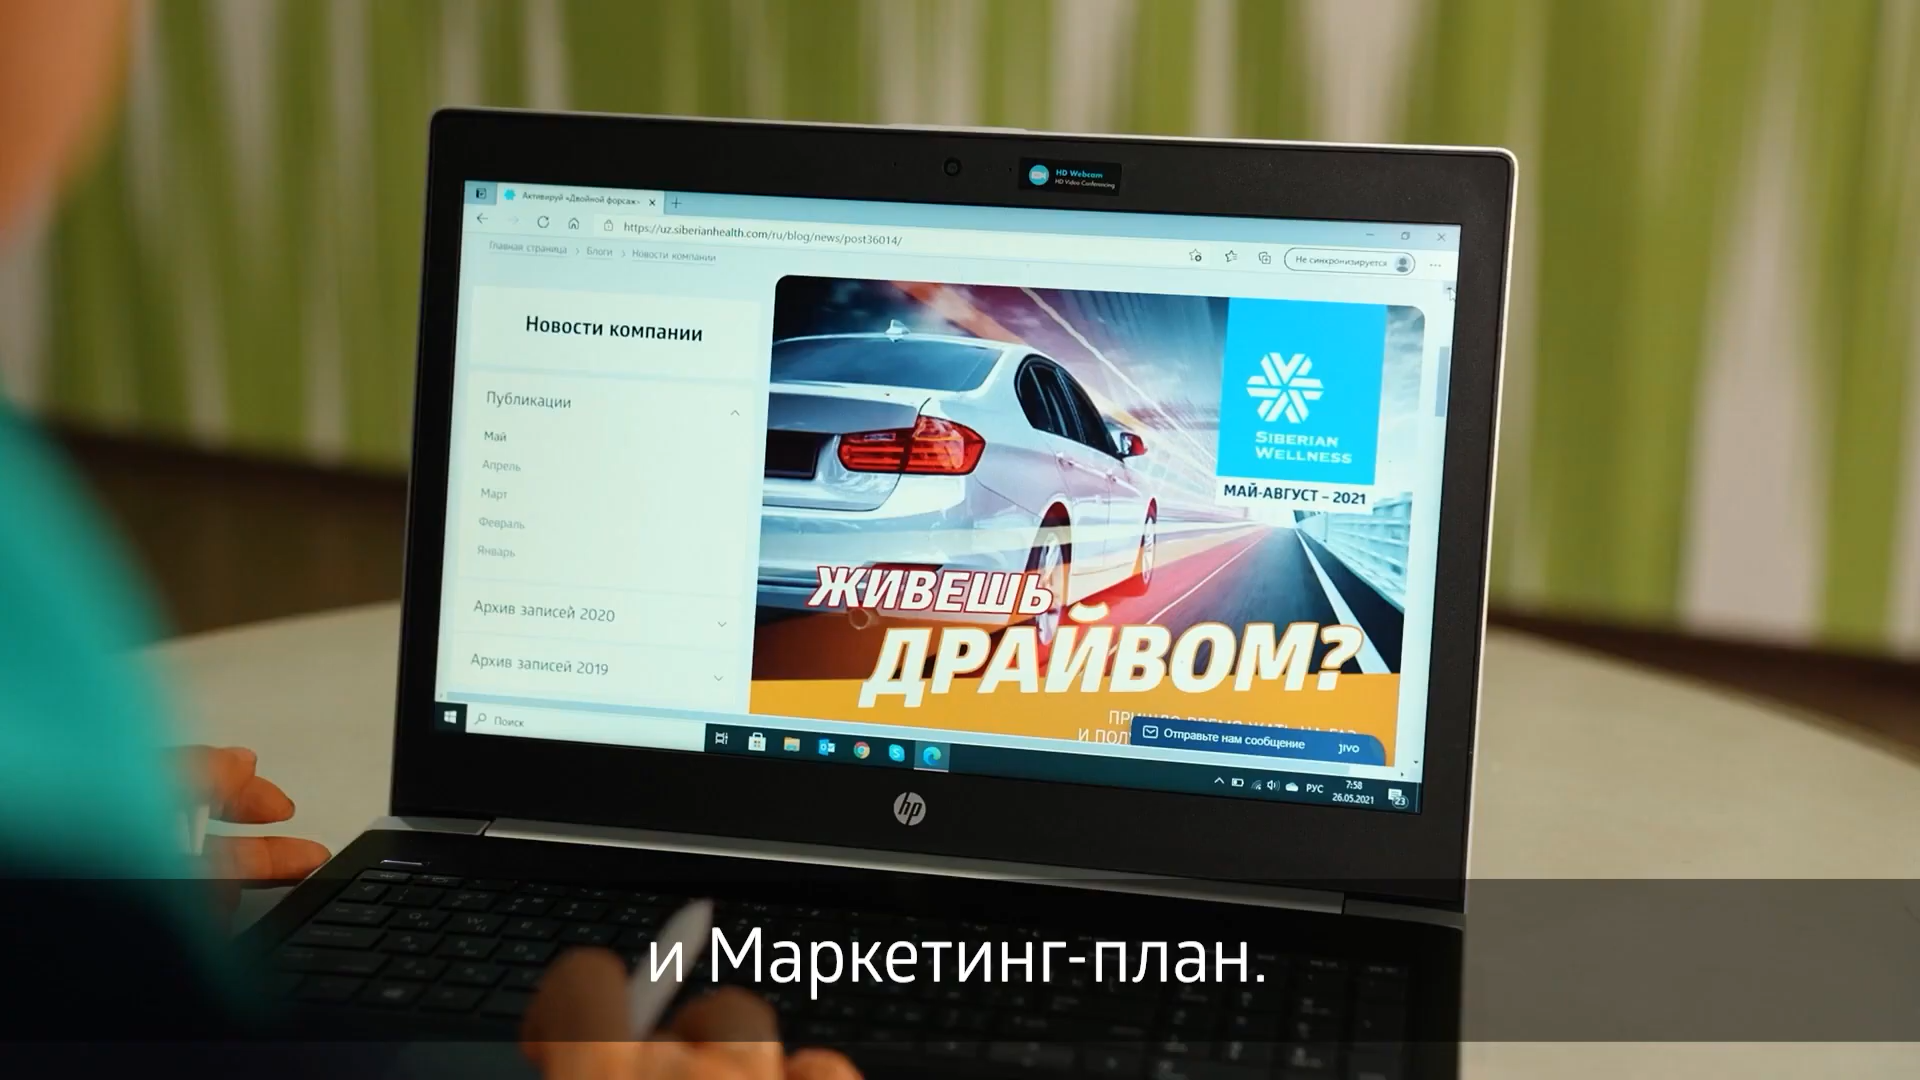 HD Webcam
HD Video Conferencing
Активируй «Двойной форсаж»
https://uz.siberianhealth.com/ru/blog/news/post36014/
Главная страница > Блоги > Новости компании
Не синхронизируется
Новости компании
Публикации
Май
Апрель
Март
Февраль
Январь
Архив записей 2020
Архив записей 2019
SIBERIAN
WELLNESS
МАЙ-АВГУСТ – 2021
ЖИВЕШЬ
ДРАЙВОМ?
Отправьте нам сообщение
jivo
Поиск
РУС
7:58
26.05.2021
23
hp
и Маркетинг-план.